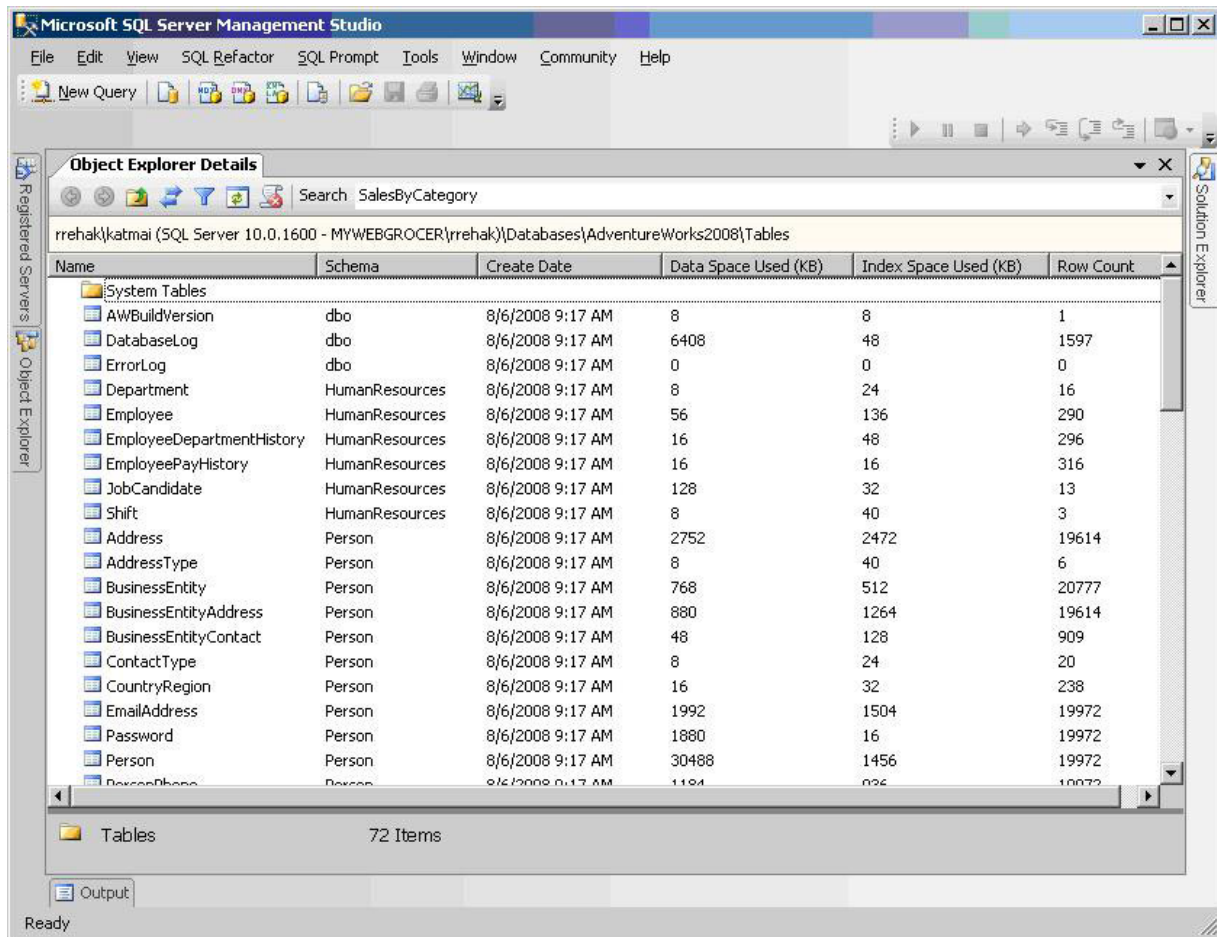 Microsoft SQL Server Management Studio
File Edit View SQL Refactor SQL Prompt Tools Window Community Help
New Query
Object Explorer Details
Search SalesByCategory
rrehak\katmai (SQL Server 10.0.1600 - MYWEBGROCER\rrehak)\Databases\AdventureWorks2008\Tables
Name Schema Create Date Data Space Used (KB) Index Space Used (KB) Row Count
System Tables
AWBuildVersion dbo 8/6/2008 9:17 AM 8 8 1
DatabaseLog dbo 8/6/2008 9:17 AM 6408 48 1597
ErrorLog dbo 8/6/2008 9:17 AM 0 0 0
Department HumanResources 8/6/2008 9:17 AM 8 24 16
Employee HumanResources 8/6/2008 9:17 AM 56 136 290
EmployeeDepartmentHistory HumanResources 8/6/2008 9:17 AM 16 48 296
EmployeePayHistory HumanResources 8/6/2008 9:17 AM 16 16 316
JobCandidate HumanResources 8/6/2008 9:17 AM 128 32 13
Shift HumanResources 8/6/2008 9:17 AM 8 40 3
Address Person 8/6/2008 9:17 AM 2752 2472 19614
AddressType Person 8/6/2008 9:17 AM 8 40 6
BusinessEntity Person 8/6/2008 9:17 AM 768 512 20777
BusinessEntityAddress Person 8/6/2008 9:17 AM 880 1264 19614
BusinessEntityContact Person 8/6/2008 9:17 AM 48 128 909
ContactType Person 8/6/2008 9:17 AM 8 24 20
CountryRegion Person 8/6/2008 9:17 AM 16 32 238
EmailAddress Person 8/6/2008 9:17 AM 1992 1504 19972
Password Person 8/6/2008 9:17 AM 1880 16 19972
Person Person 8/6/2008 9:17 AM 30488 1456 19972
PersonPhone Person 8/6/2008 9:17 AM 1184 936 19972
Tables 72 Items
Registered Servers
Object Explorer
Solution Explorer
Output
Ready